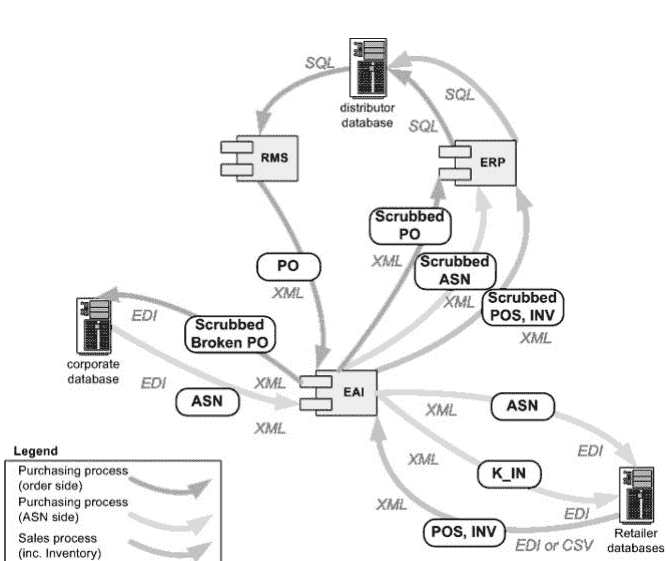 SQL
SQL
distributor
database
SQL
RMS
ERP
Scrubbed
PO
PO
XML
Scrubbed
ASN
XML
XML
Scrubbed
POS, INV
XML
EDI
Scrubbed
Broken PO
corporate
database
EDI
XML
EAI
ASN
XML
XML
ASN
Legend
EDI
Purchasing process
(order side)
XML
K_IN
Purchasing process
(ASN side)
XML
EDI
Sales process
(inc. Inventory)
POS, INV
EDI or CSV
Retailer
databases